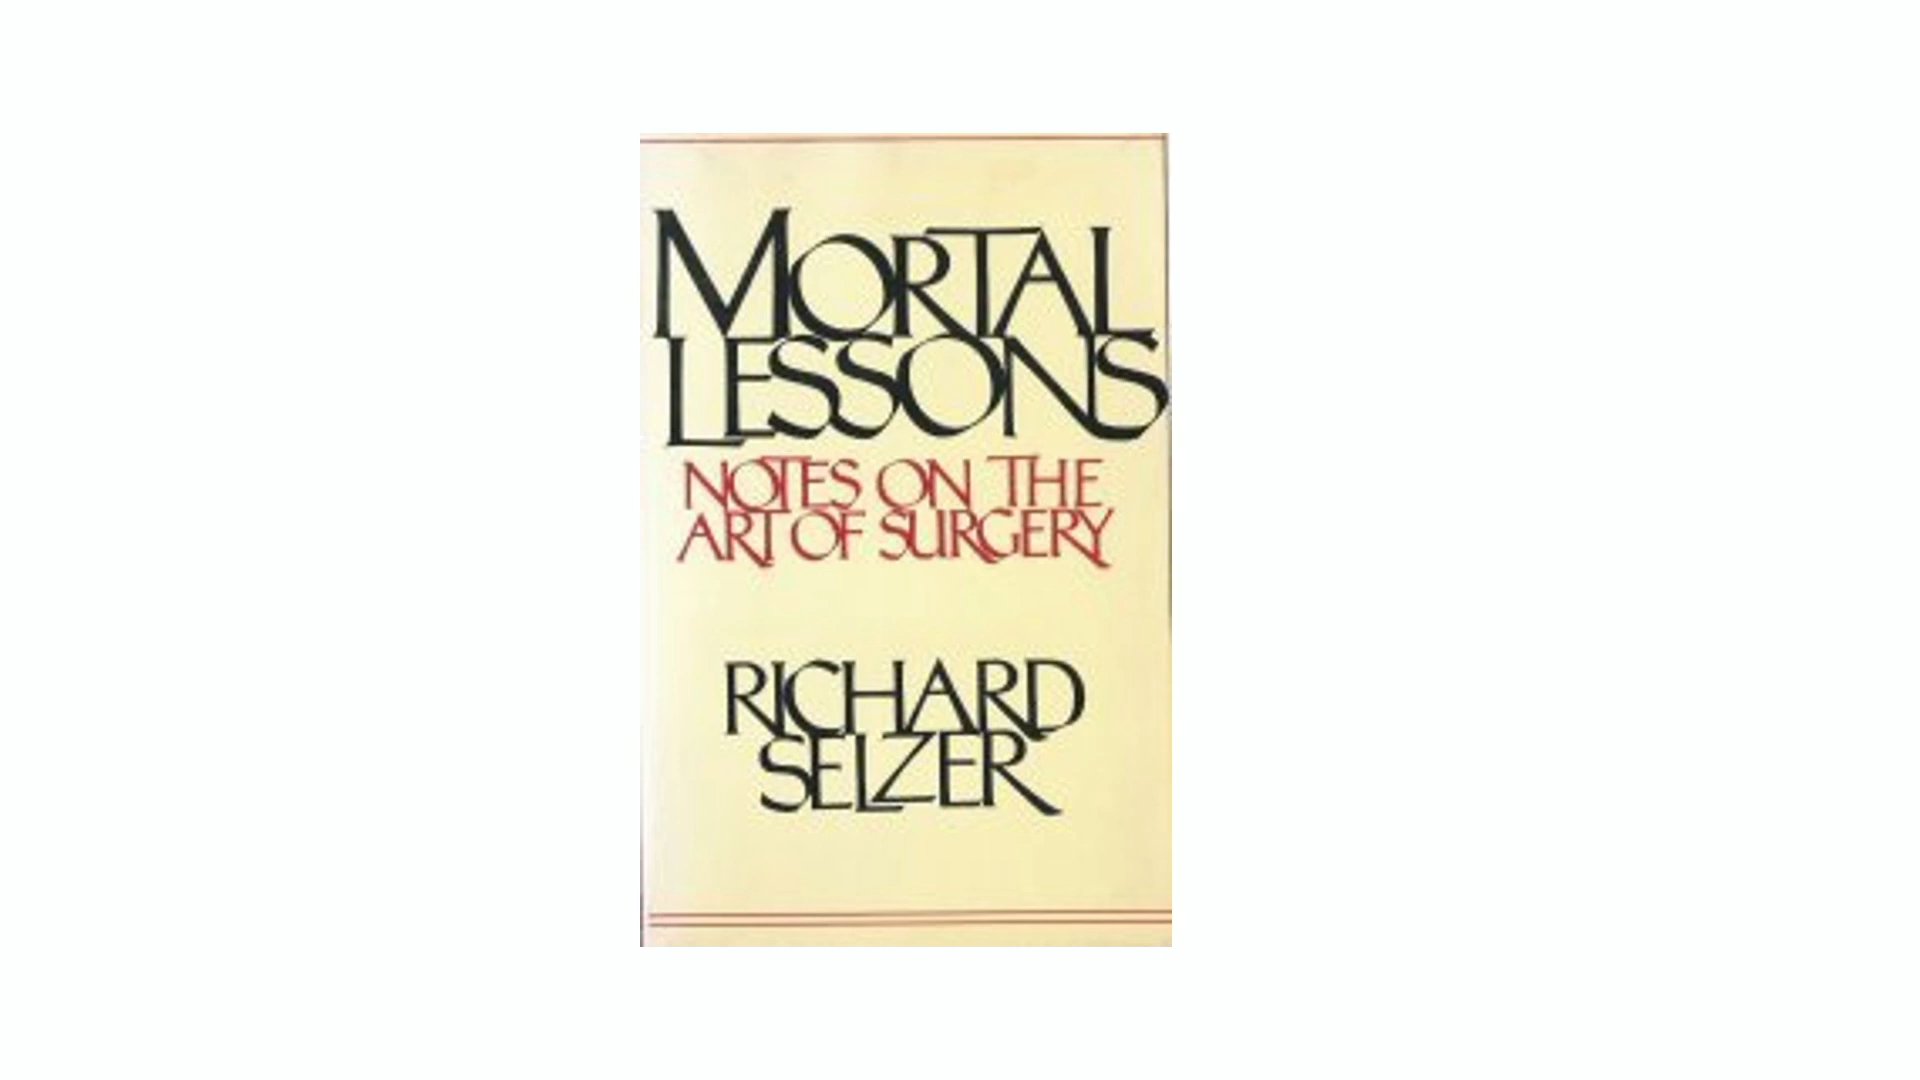 MORTAL
LESSONS
NOTES ON THE
ART OF SURGERY
RICHARD
SELZER